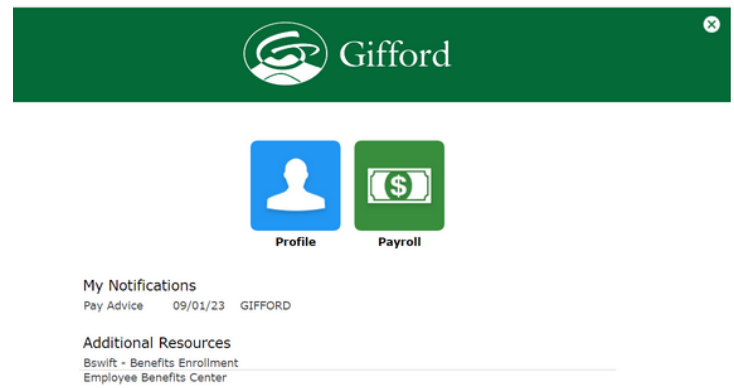 Gifford
Profile Payroll
My Notifications
Pay Advice 09/01/23 GIFFORD
Additional Resources
Bswift - Benefits Enrollment
Employee Benefits Center